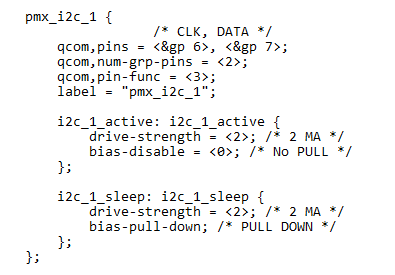 pmx_i2c_1 {
/* CLK, DATA */
qcom,pins = <&gp 6>, <&gp 7>;
qcom,num-grp-pins = <2>;
qcom,pin-func = <3>;
label = "pmx_i2c_1";
i2c_1_active: i2c_1_active {
drive-strength = <2>; /* 2 MA */
bias-disable = <0>; /* No PULL */
};
i2c_1_sleep: i2c_1_sleep {
drive-strength = <2>; /* 2 MA */
bias-pull-down; /* PULL DOWN */
};
};